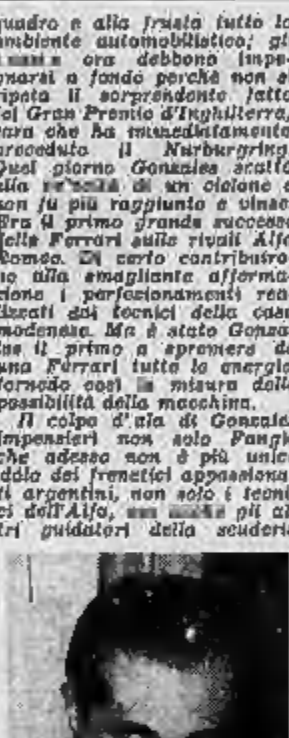 quadro e alla frusta tutto lo
ambiente automobilistico; gl
ora debbono impe
gnarsi a fondo perchè non si
ripeta il sorprendente fatto
del Gran Premio d'Inghilterra,
gara che ha immediatamente
preceduto il Nurburgring.
Quel giorno Gonzales scattò
alla di un ciclone e
non fu più raggiunto e vinse.
Era il primo grande successo
della Ferrari sulle rivali Alfa
Romeo. Di certo contribuiro
no alla smagliante afferma
zione i perfezionamenti rea
lizzati dai tecnici della casa
modenese. Ma è stato Gonza
les il primo a spremere da
una Ferrari tutta la energia
fornendo così la misura delle
possibilità della macchina.
Il colpo d'ala di Gonzales
impensierì non solo Fangio
che adesso non è più unico
idolo dei frenetici appassiona
ti argentini, non solo i tecni
ci dell'Alfa, gli al
tri guidatori della scuderia